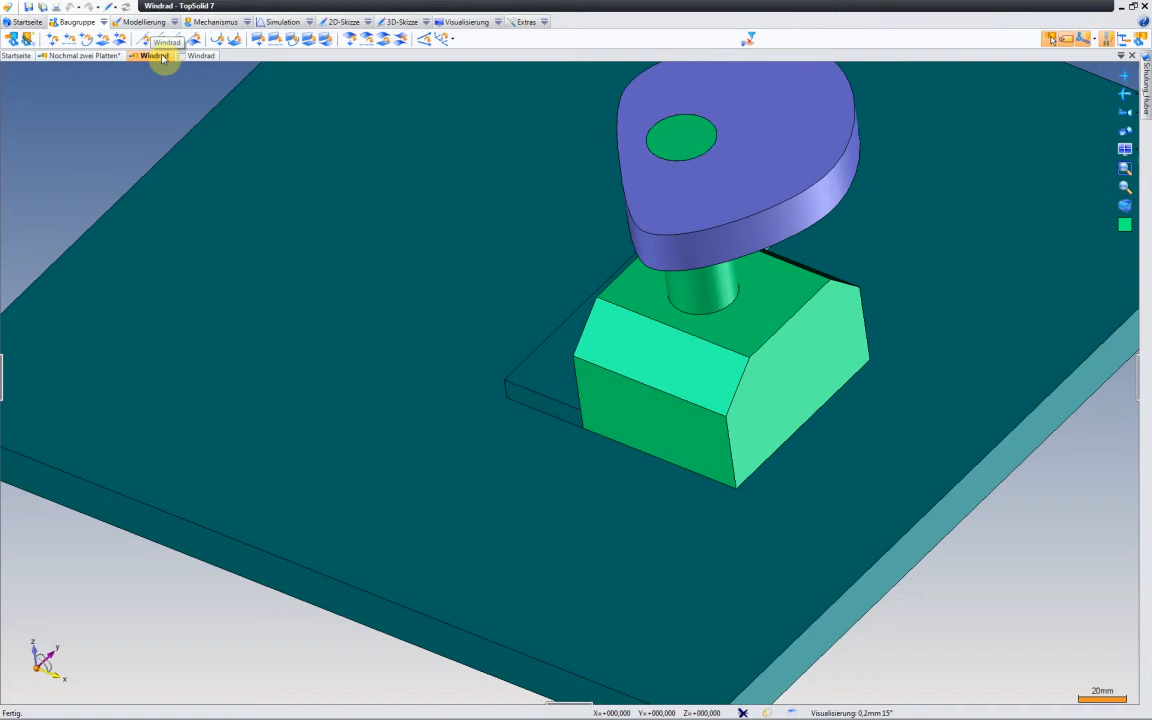 Windrad - TopSolid 7
Startseite Baugruppe Modellierung Mechanismus Simulation 2D-Skizze 3D-Skizze Visualisierung Extras
Windrad
Startseite Nochmal zwei Platten* Windrad Windrad
Schulung_Huber
z
y
x
20mm
Fertig. X=+000,000 Y=+000,000 Z=+000,000 Visualisierung: 0,2mm 15°